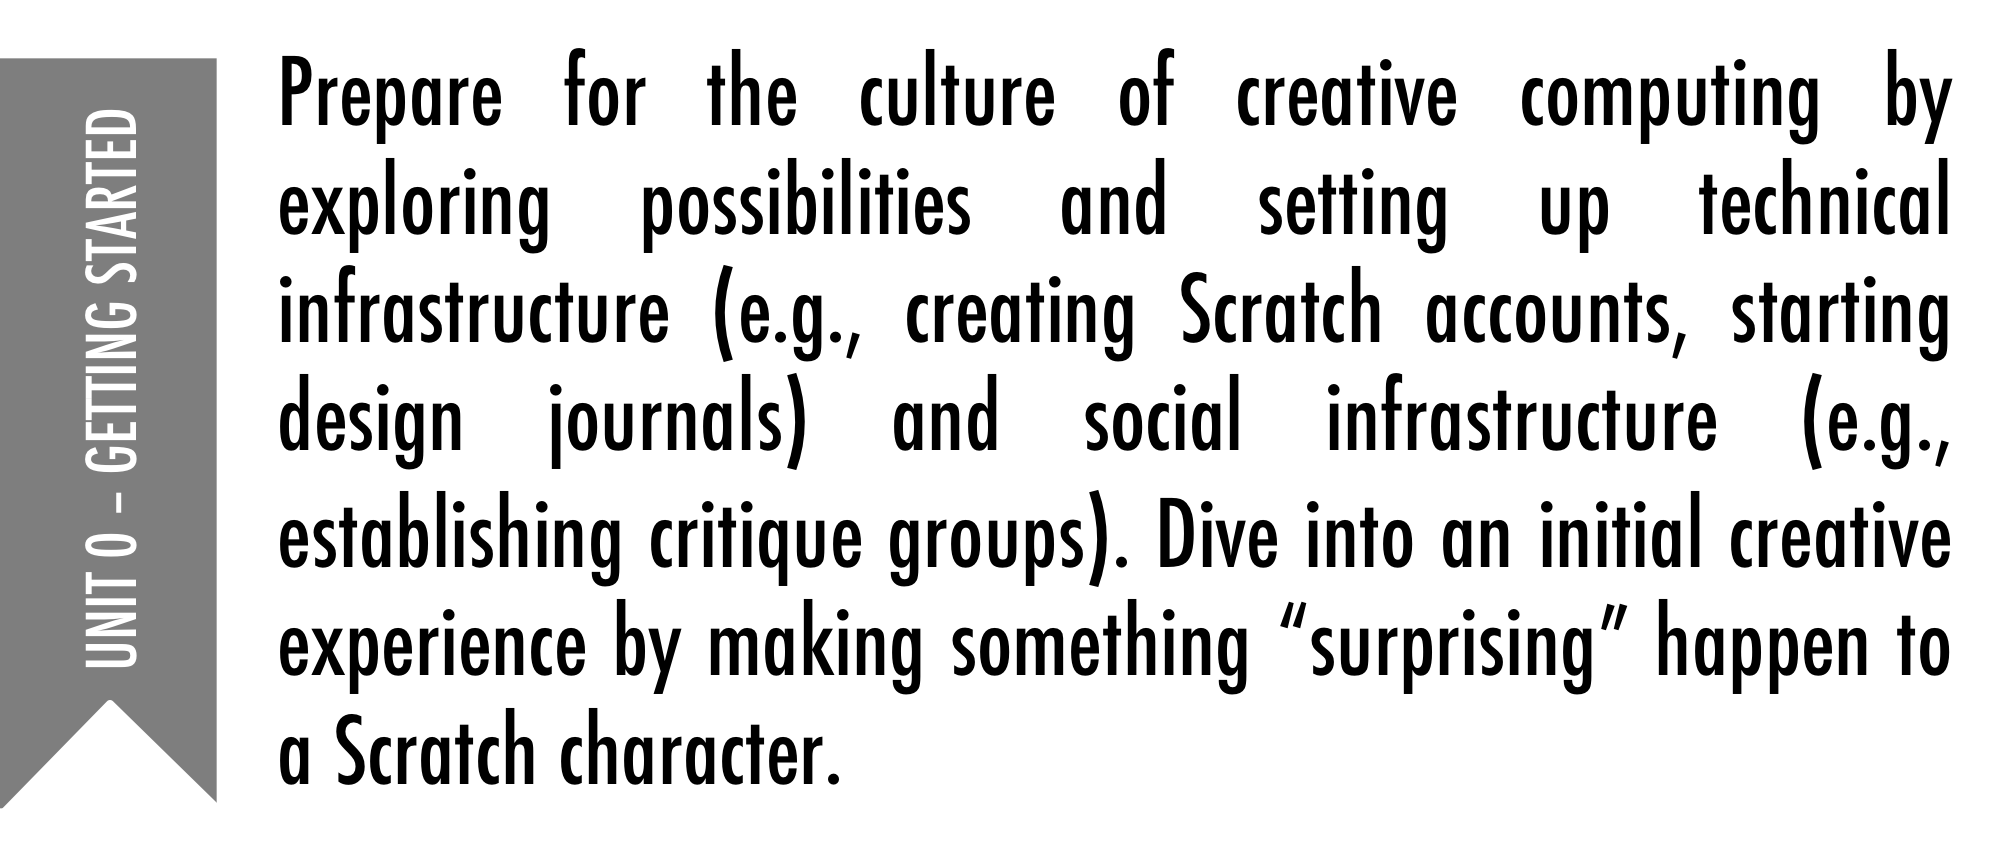 UNIT 0 – GETTING STARTED
Prepare for the culture of creative computing by
exploring possibilities and setting up technical
infrastructure (e.g., creating Scratch accounts, starting
design journals) and social infrastructure (e.g.,
establishing critique groups). Dive into an initial creative
experience by making something “surprising” happen to
a Scratch character.